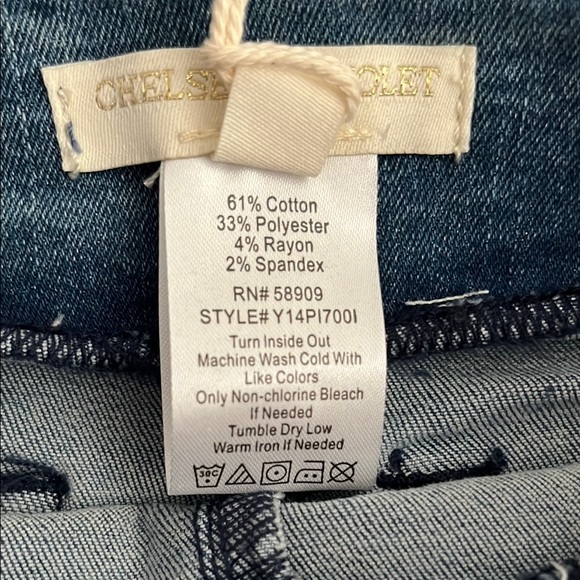 61% Cotton
33% Polyester
4% Rayon
2% Spandex
RN# 58909
STYLE# Y14PI700I
Turn Inside Out
Machine Wash Cold With
Like Colors
Only Non-chlorine Bleach
If Needed
Tumble Dry Low
Warm Iron If Needed
30C